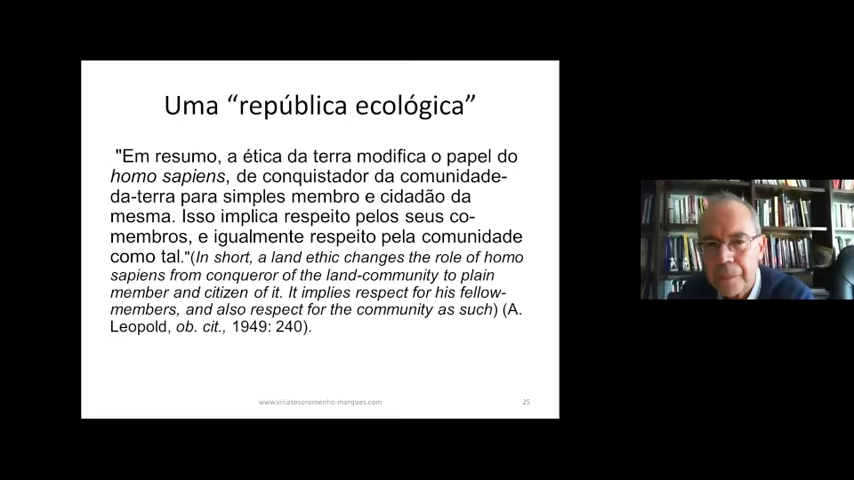 Uma “república ecológica”
"Em resumo, a ética da terra modifica o papel do
homo sapiens, de conquistador da comunidade-
da-terra para simples membro e cidadão da
mesma. Isso implica respeito pelos seus co-
membros, e igualmente respeito pela comunidade
como tal."(In short, a land ethic changes the role of homo
sapiens from conqueror of the land-community to plain
member and citizen of it. It implies respect for his fellow-
members, and also respect for the community as such) (A.
Leopold, ob. cit., 1949: 240).
www.viriatosoromenho-marques.com
25